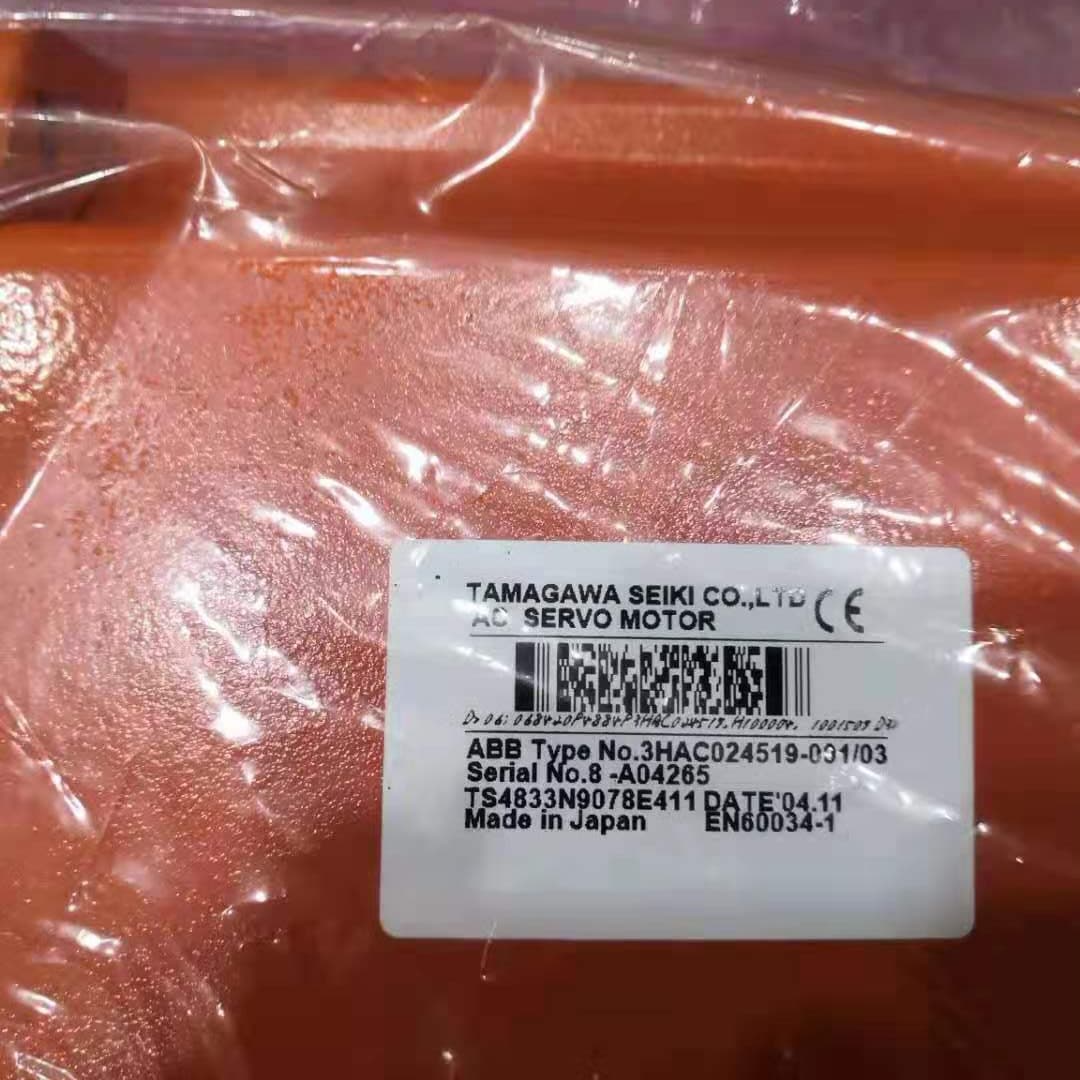 TAMAGAWA SEIKI CO.,LTD CE
AC SERVO MOTOR
ABB Type No.3HAC024519-001/03
Serial No.8 -A04265
TS4833N9078E411 DATE'04.11
Made in Japan EN60034-1